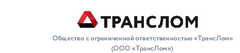 ТРАНСЛОМ
Общество с ограниченной ответственностью «ТрансЛом»
(ООО «ТрансЛом»)